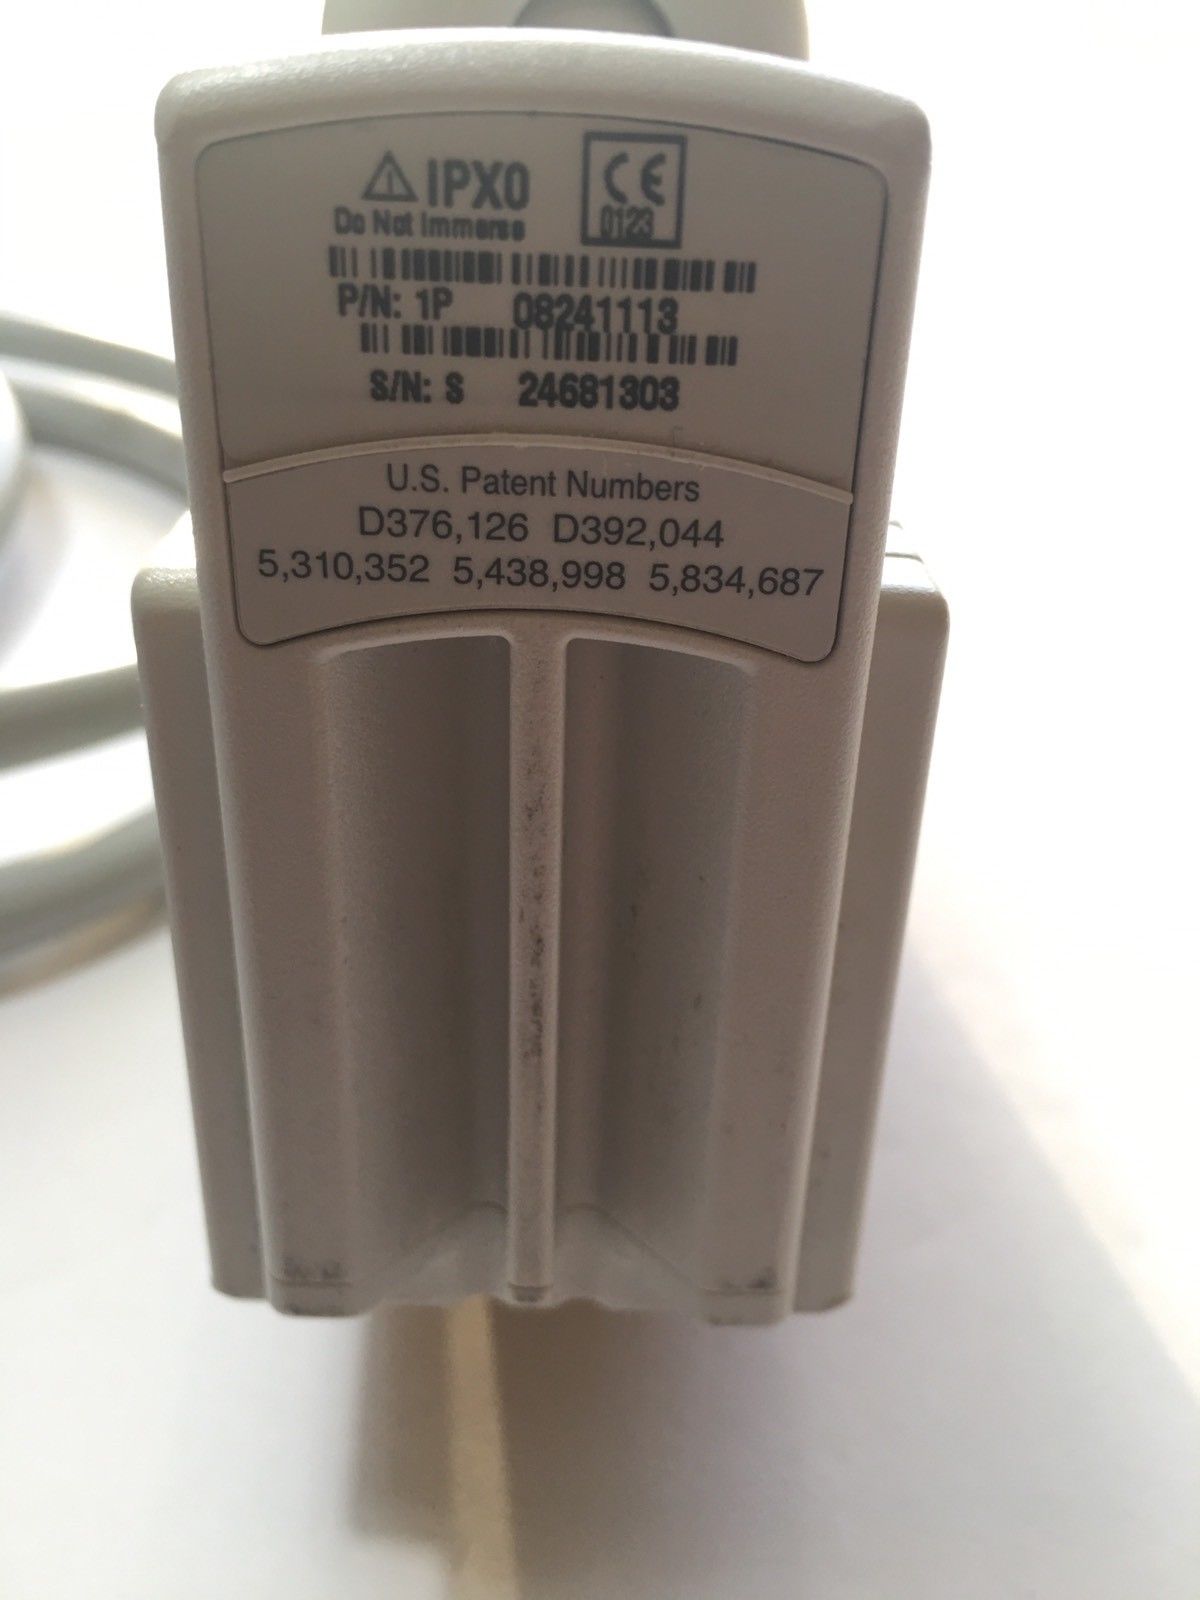 IPX0
CE
Do Not Immerse
0123
P/N: 1P 08241113
S/N: S 24681303
U.S. Patent Numbers
D376,126 D392,044
5,310,352 5,438,998 5,834,687